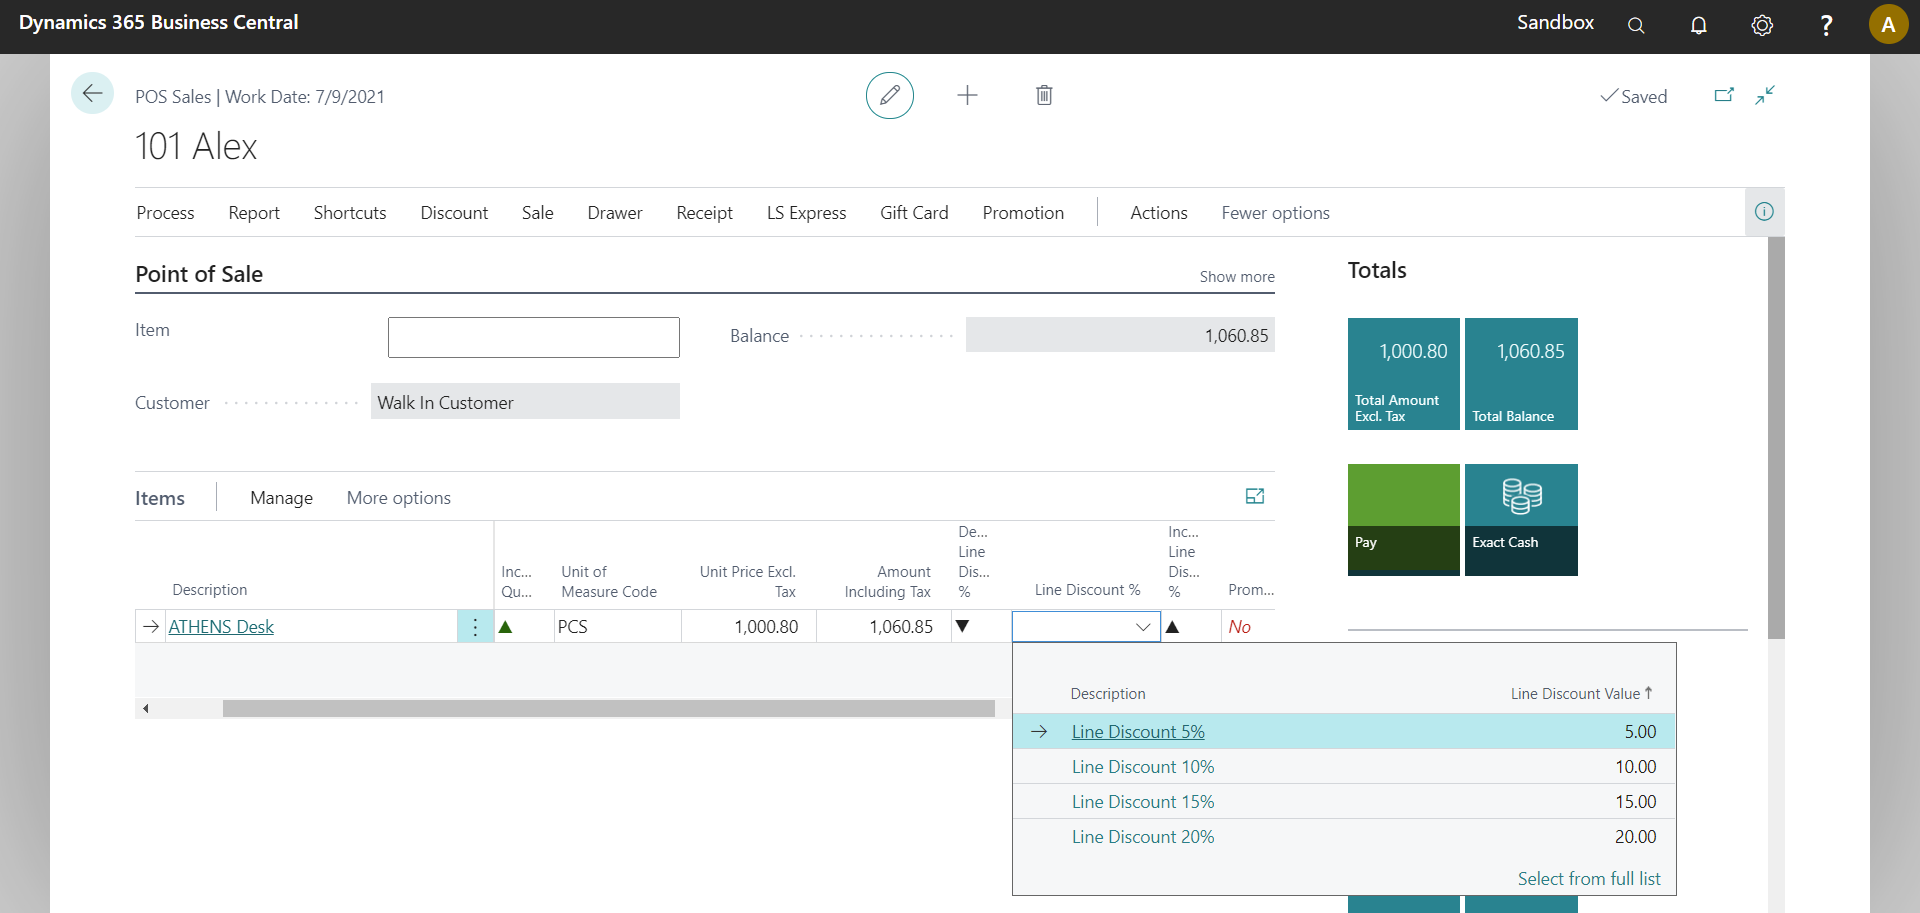 Dynamics 365 Business Central
Sandbox
?
A
POS Sales | Work Date: 7/9/2021
Saved
101 Alex
Process
Report
Shortcuts
Discount
Sale
Drawer
Receipt
LS Express
Gift Card
Promotion
Actions
Fewer options
Point of Sale
Show more
Item
Balance
1,060.85
Customer
Walk In Customer
Totals
1,000.80
Total Amount
Excl. Tax
1,060.85
Total Balance
Pay
Exact Cash
Items
Manage
More options
Description
Inc...
Qu...
Unit of
Measure Code
Unit Price Excl.
Tax
Amount
Including Tax
De...
Line
Dis...
%
Line Discount %
Inc...
Line
Dis...
%
Prom...
ATHENS Desk
PCS
1,000.80
1,060.85
No
Description
Line Discount Value
Line Discount 5%
5.00
Line Discount 10%
10.00
Line Discount 15%
15.00
Line Discount 20%
20.00
Select from full list